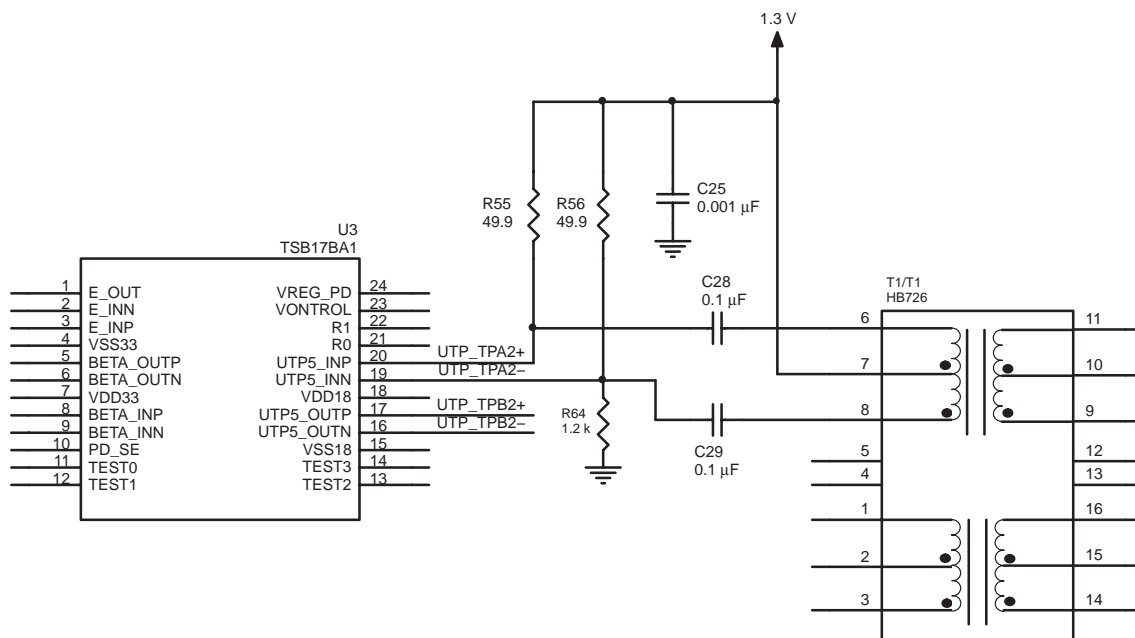 1.3 V
R55
49.9
R56
49.9
C25
0.001 μF
U3
TSB17BA1
1 E_OUT VREG_PD 24
2 E_INN VONTROL 23
3 E_INP R1 22
4 VSS33 R0 21
5 BETA_OUTP UTP5_INP 20 UTP_TPA2+
6 BETA_OUTN UTP5_INN 19 UTP_TPA2–
7 VDD33 VDD18 18
8 BETA_INP UTP5_OUTP 17 UTP_TPB2+
9 BETA_INN UTP5_OUTN 16 UTP_TPB2–
10 PD_SE VSS18 15
11 TEST0 TEST3 14
12 TEST1 TEST2 13
R64
1.2 k
C28
0.1 μF
C29
0.1 μF
T1/T1
HB726
6 11
7 10
8 9
5 12
4 13
1 16
2 15
3 14